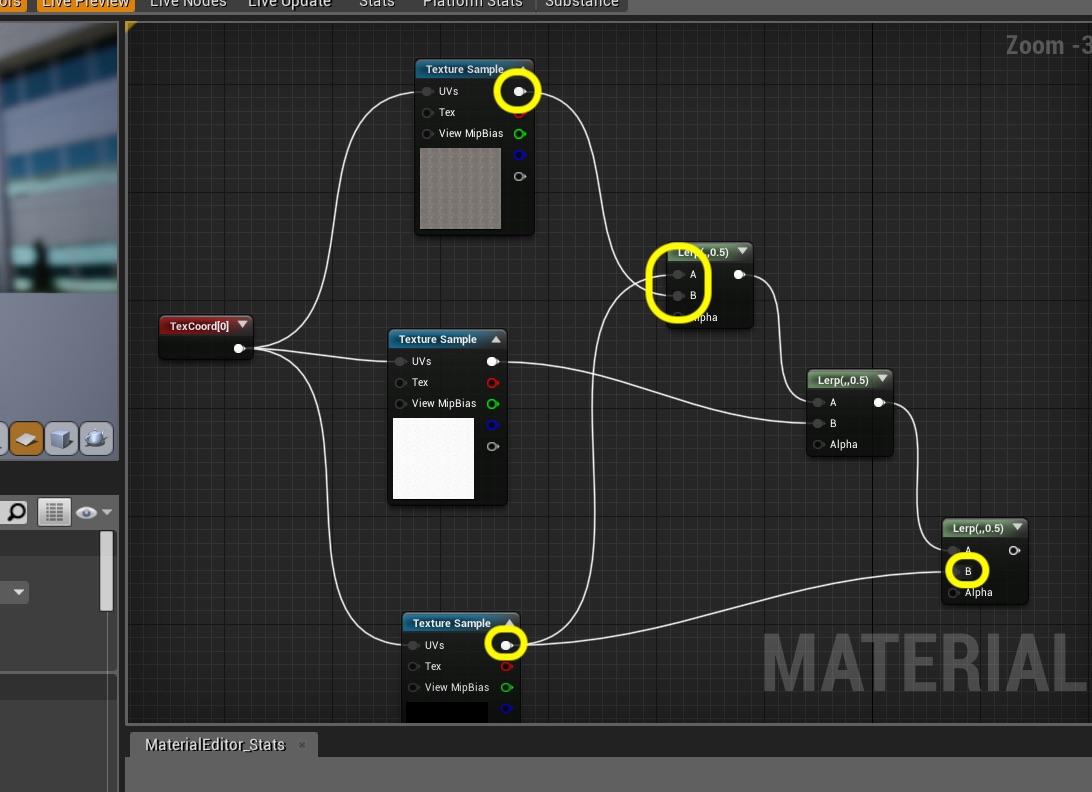 Live Preview
Live Nodes
Live Update
Stats
Platform Stats
Substance
Zoom -3
Texture Sample
UVs
Tex
View MipBias
Lerp(,,0.5)
A
B
TexCoord[0]
Texture Sample
UVs
Tex
View MipBias
Lerp(,,0.5)
A
B
Alpha
Lerp(,,0.5)
A
B
Alpha
Texture Sample
UVs
Tex
View MipBias
MATERIAL
MaterialEditor_Stats